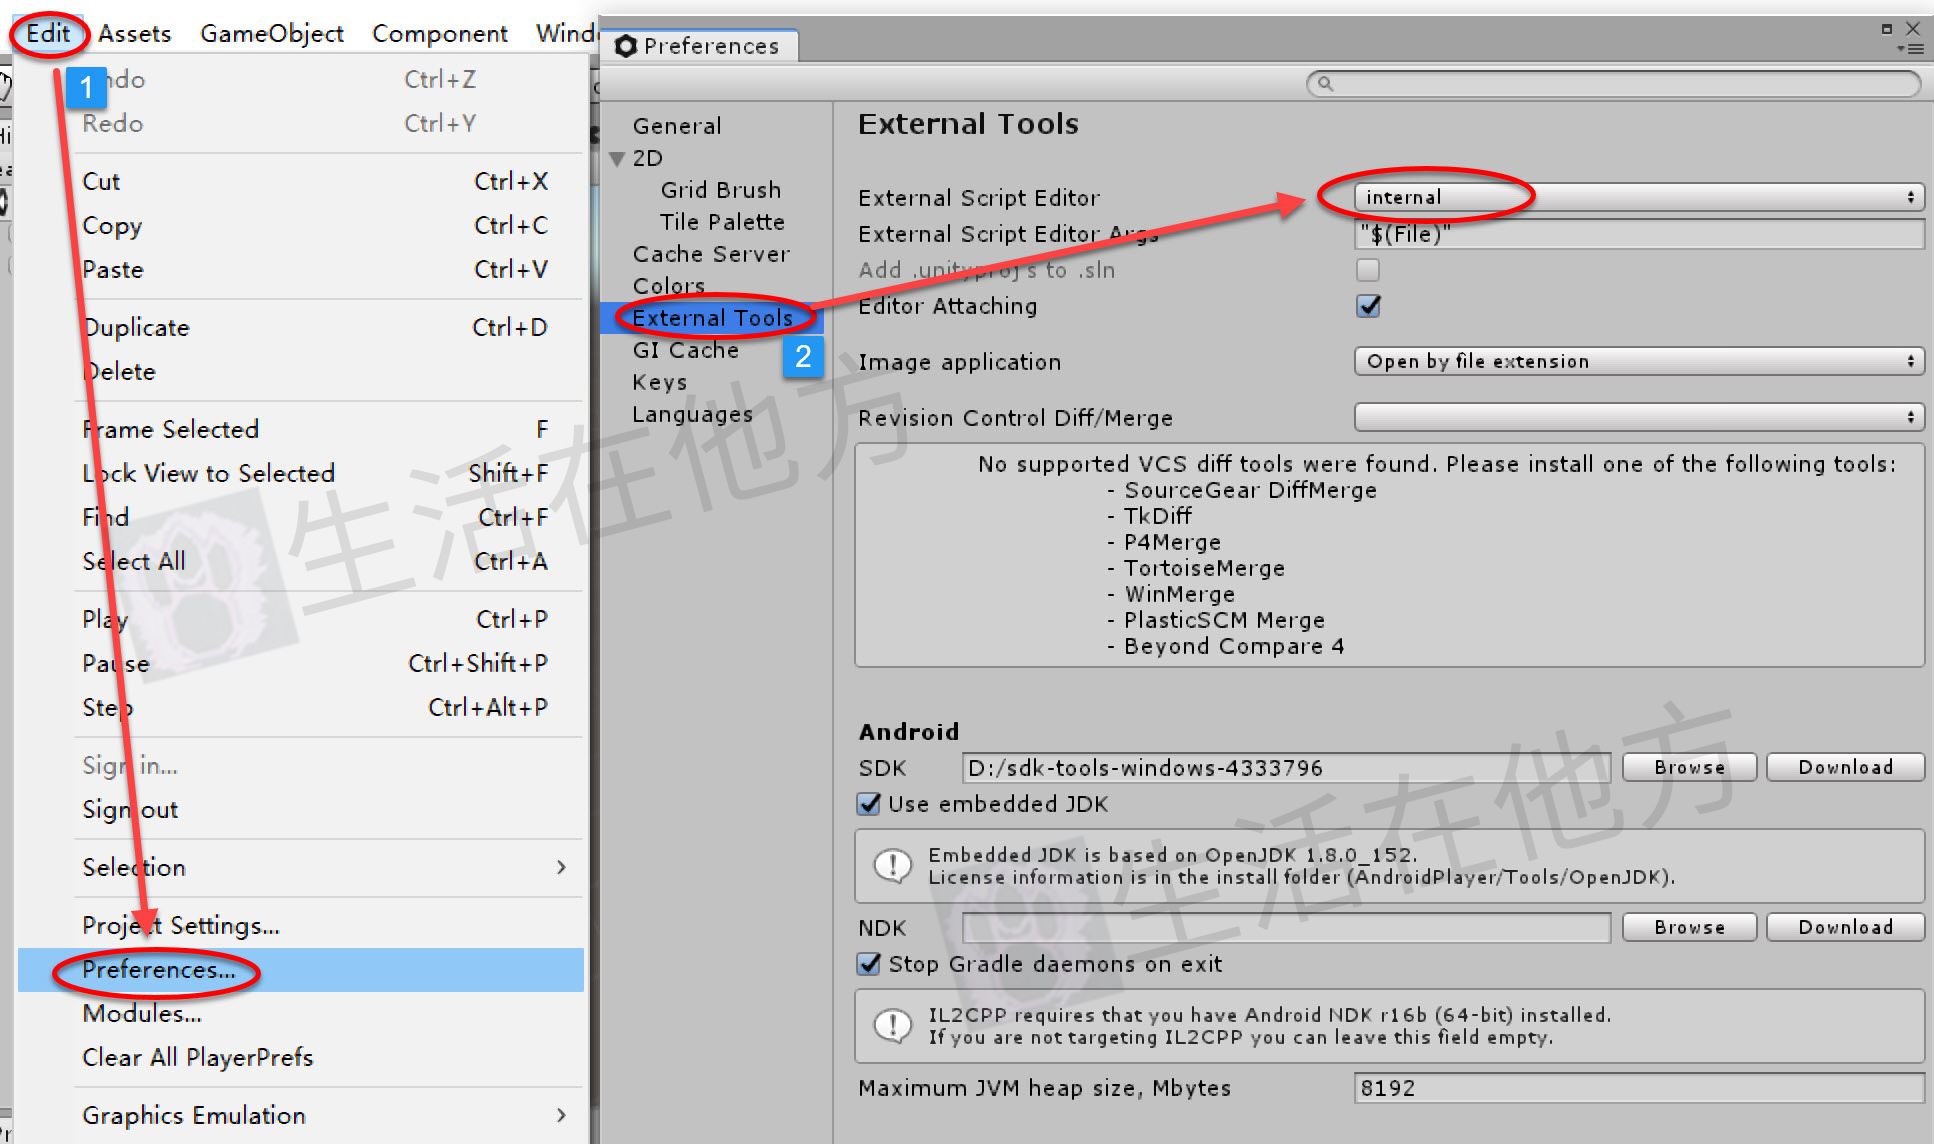 Edit Assets GameObject Component Wind
1
Undo Ctrl+Z
Redo Ctrl+Y
Cut Ctrl+X
Copy Ctrl+C
Paste Ctrl+V
Duplicate Ctrl+D
Delete
Frame Selected F
Lock View to Selected Shift+F
Find Ctrl+F
Select All Ctrl+A
Play Ctrl+P
Pause Ctrl+Shift+P
Step Ctrl+Alt+P
Sign in...
Sign out
Selection
Project Settings...
Preferences...
Modules...
Clear All PlayerPrefs
Graphics Emulation
Preferences
General
2D
Grid Brush
Tile Palette
Cache Server
Colors
External Tools
2
GI Cache
Keys
Languages
External Tools
External Script Editor internal
External Script Editor Args "$(File)"
Add .unityproj's to .sln
Editor Attaching
Image application Open by file extension
Revision Control Diff/Merge
No supported VCS diff tools were found. Please install one of the following tools:
- SourceGear DiffMerge
- TkDiff
- P4Merge
- TortoiseMerge
- WinMerge
- PlasticSCM Merge
- Beyond Compare 4
Android
SDK D:/sdk-tools-windows-4333796 Browse Download
Use embedded JDK
Embedded JDK is based on OpenJDK 1.8.0_152.
License information is in the install folder (AndroidPlayer/Tools/OpenJDK).
NDK Browse Download
Stop Gradle daemons on exit
IL2CPP requires that you have Android NDK r16b (64-bit) installed.
If you are not targeting IL2CPP you can leave this field empty.
Maximum JVM heap size, Mbytes 8192
生活在他方
生活在他方